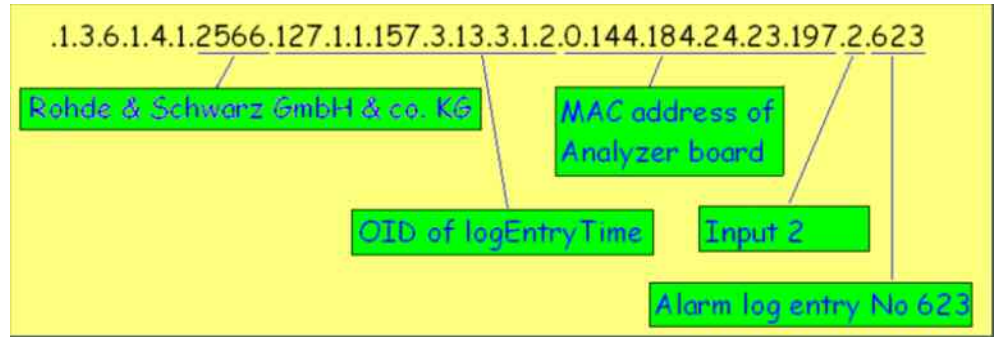 .1.3.6.1.4.1.2566.127.1.1.157.3.13.3.1.2.0.144.184.24.23.197.2.623
Rohde & Schwarz GmbH & co. KG
MAC address of
Analyzer board
OID of logEntryTime
Input 2
Alarm log entry No 623